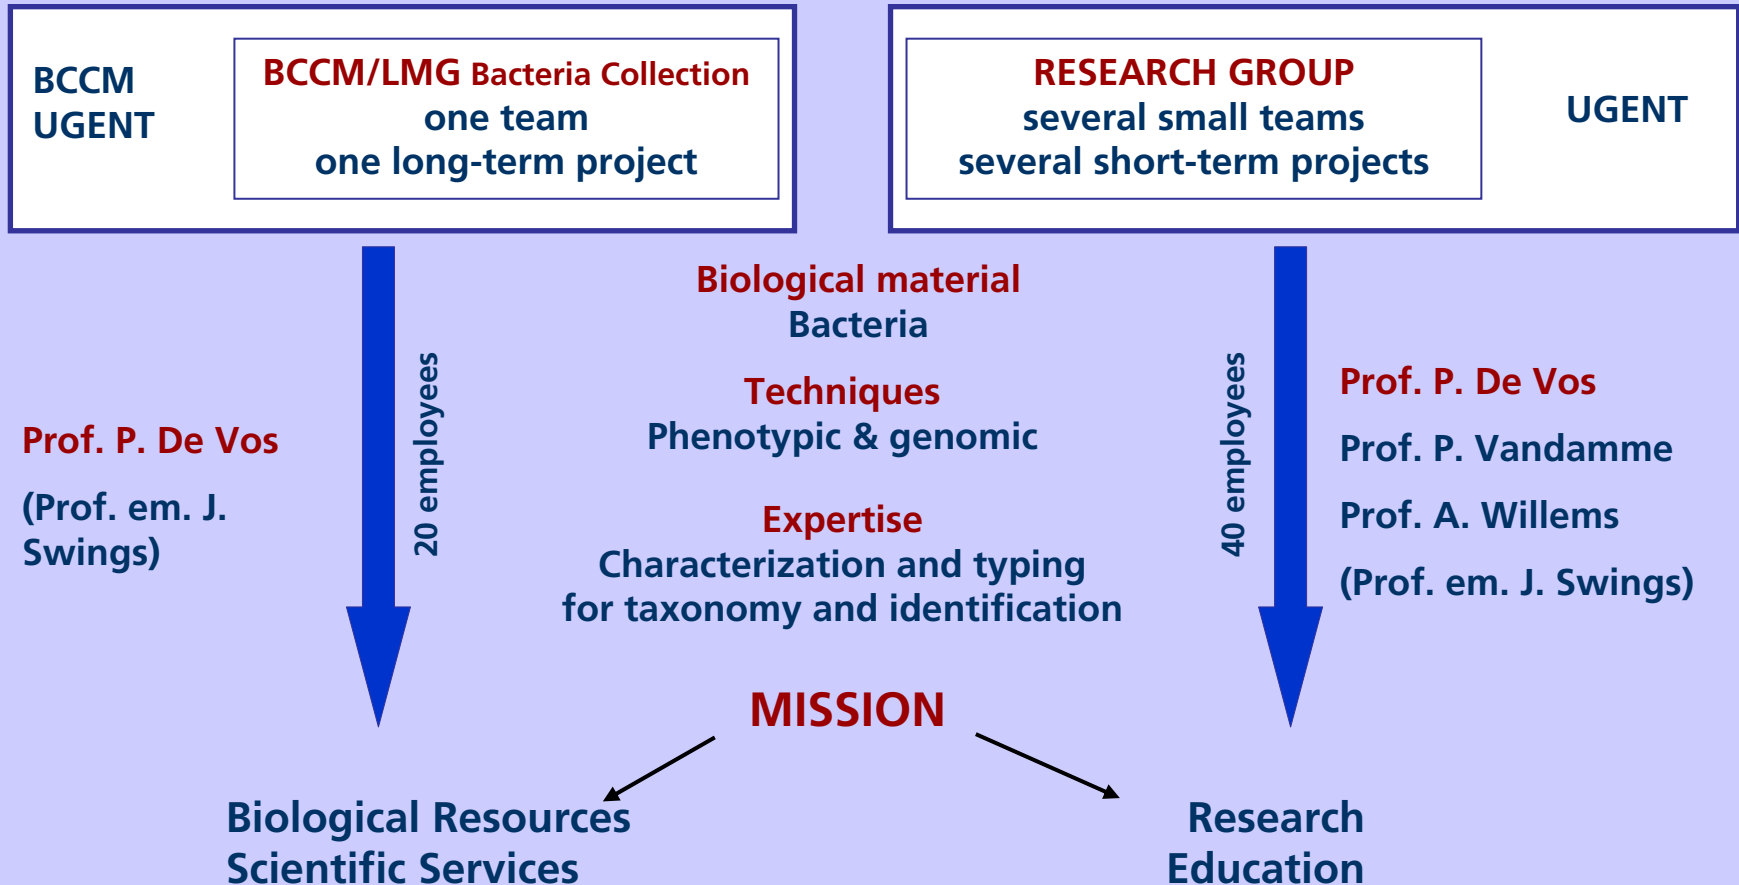 BCCM
UGENT
BCCM/LMG Bacteria Collection
one team
one long-term project
RESEARCH GROUP
several small teams
several short-term projects
UGENT
Biological material
Bacteria
Techniques
Phenotypic & genomic
Expertise
Characterization and typing
for taxonomy and identification
Prof. P. De Vos
(Prof. em. J.
Swings)
20 employees
40 employees
Prof. P. De Vos
Prof. P. Vandamme
Prof. A. Willems
(Prof. em. J. Swings)
MISSION
Biological Resources
Scientific Services
Research
Education